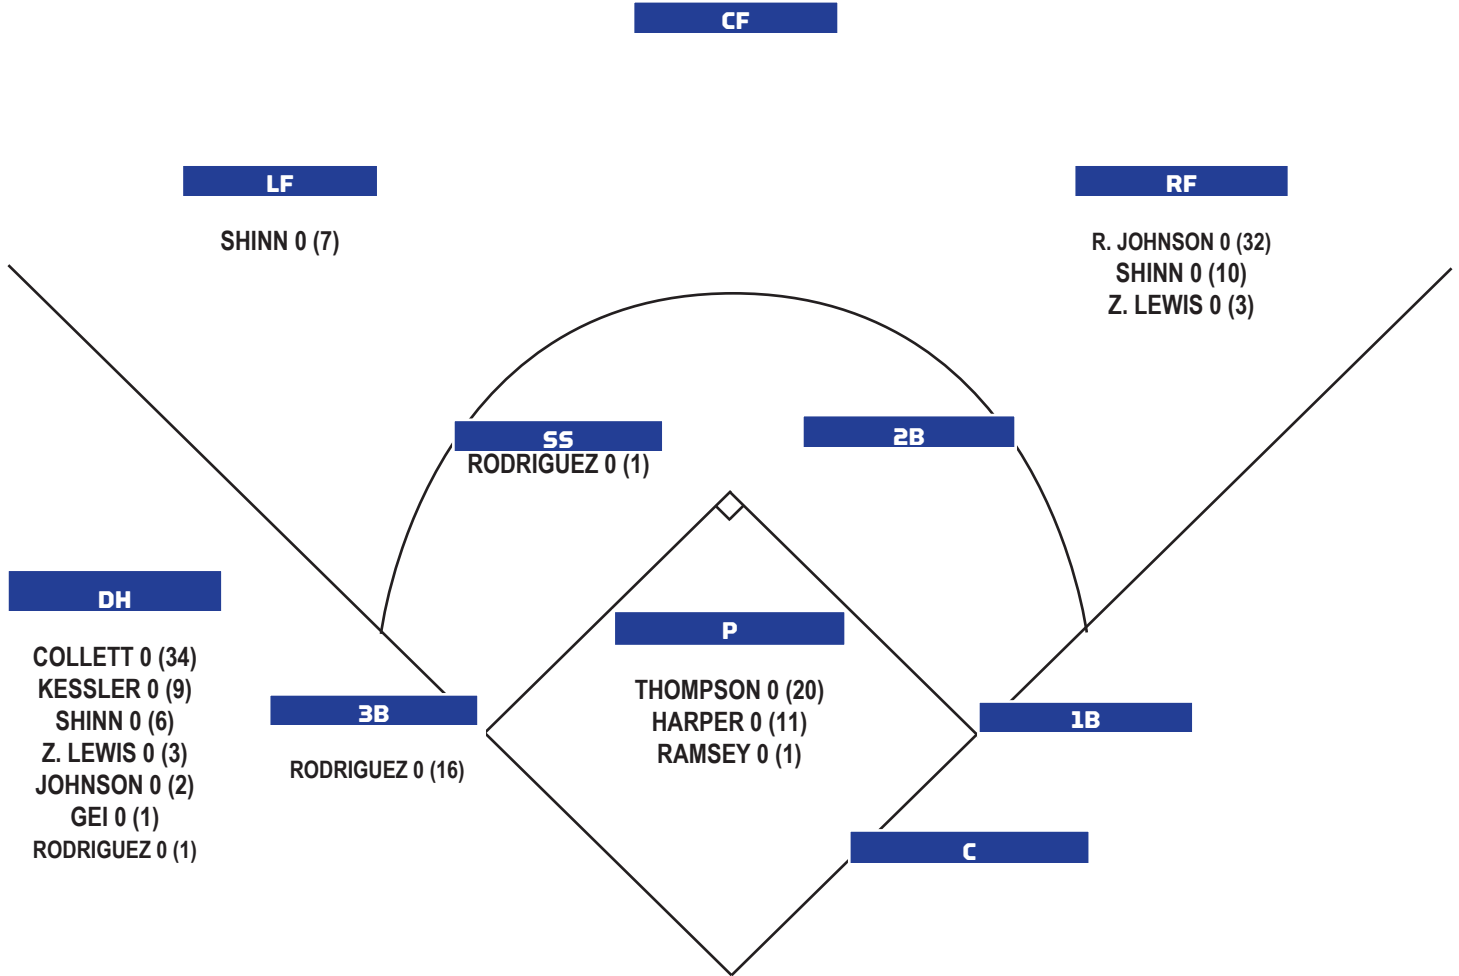 CF
LF
SHINN 0 (7)
RF
R. JOHNSON 0 (32)
SHINN 0 (10)
Z. LEWIS 0 (3)
SS
RODRIGUEZ 0 (1)
2B
DH
COLLETT 0 (34)
KESSLER 0 (9)
SHINN 0 (6)
Z. LEWIS 0 (3)
JOHNSON 0 (2)
GEI 0 (1)
RODRIGUEZ 0 (1)
3B
RODRIGUEZ 0 (16)
P
THOMPSON 0 (20)
HARPER 0 (11)
RAMSEY 0 (1)
1B
C